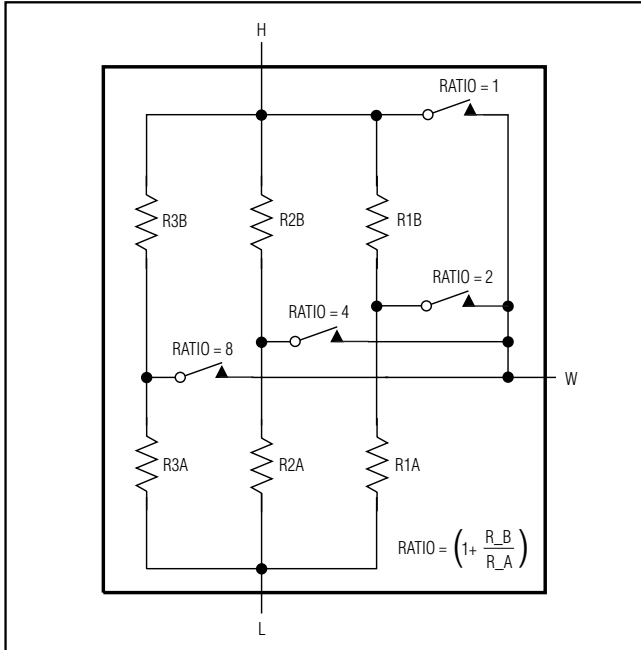 H
RATIO = 1
R3B
R2B
R1B
RATIO = 2
RATIO = 4
RATIO = 8
W
R3A
R2A
R1A
RATIO = (1+ R_B/R_A)
L